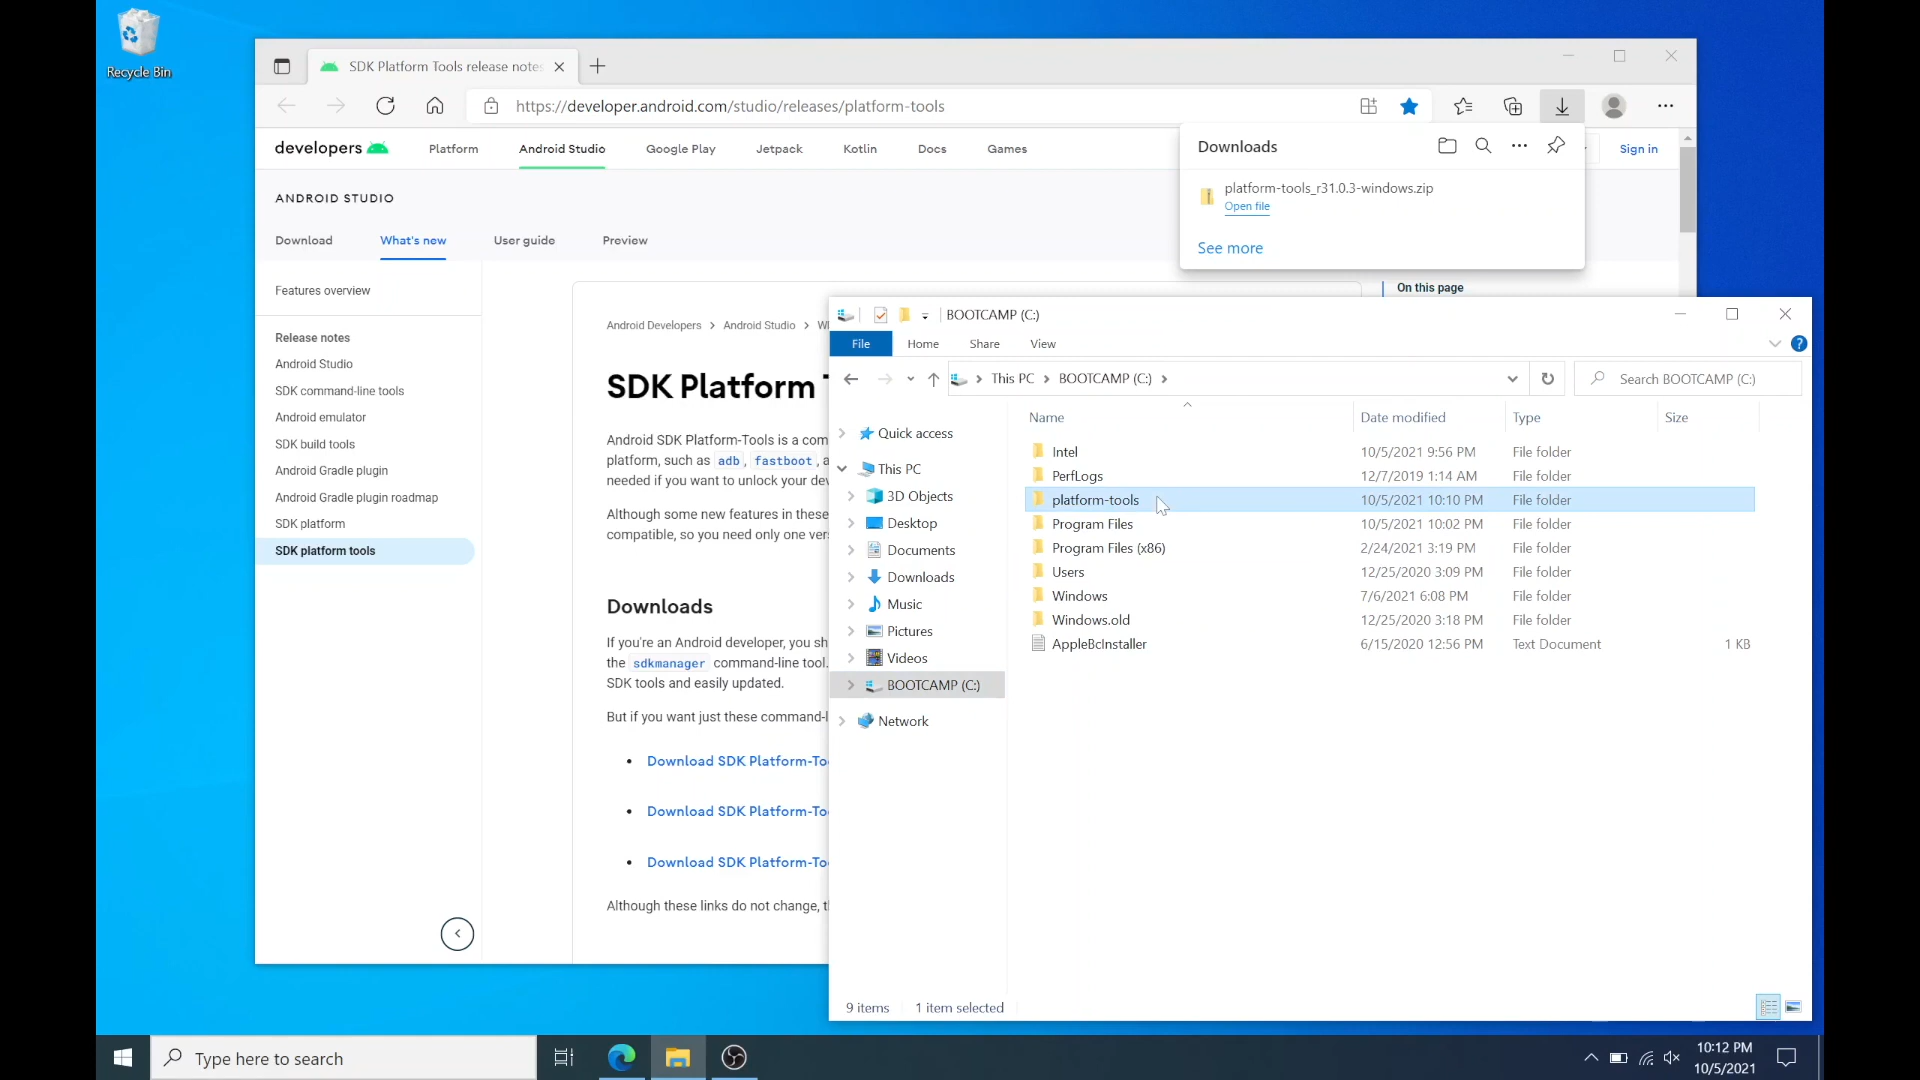 Recycle Bin
SDK Platform Tools release notes
https://developer.android.com/studio/releases/platform-tools
developers
Platform
Android Studio
Google Play
Jetpack
Kotlin
Docs
Games
Sign in
Downloads
platform-tools_r31.0.3-windows.zip
Open file
See more
ANDROID STUDIO
Download
What's new
User guide
Preview
Features overview
Release notes
Android Studio
SDK command-line tools
Android emulator
SDK build tools
Android Gradle plugin
Android Gradle plugin roadmap
SDK platform
SDK platform tools
On this page
Android Developers > Android Studio >
SDK Platform
Android SDK Platform-Tools is a com
platform, such as adb, fastboot, a
needed if you want to unlock your dev
Although some new features in these
compatible, so you need only one vers
Downloads
If you're an Android developer, you sh
the sdkmanager command-line tool.
SDK tools and easily updated.
But if you want just these command-l
• Download SDK Platform-Too
• Download SDK Platform-Too
• Download SDK Platform-Too
Although these links do not change, t
BOOTCAMP (C:)
File
Home
Share
View
This PC > BOOTCAMP (C:) >
Search BOOTCAMP (C:)
Quick access
This PC
3D Objects
Desktop
Documents
Downloads
Music
Pictures
Videos
BOOTCAMP (C:)
Network
Name Date modified Type Size
Intel 10/5/2021 9:56 PM File folder
PerfLogs 12/7/2019 1:14 AM File folder
platform-tools 10/5/2021 10:10 PM File folder
Program Files 10/5/2021 10:02 PM File folder
Program Files (x86) 2/24/2021 3:19 PM File folder
Users 12/25/2020 3:09 PM File folder
Windows 7/6/2021 6:08 PM File folder
Windows.old 12/25/2020 3:18 PM File folder
AppleBcInstaller 6/15/2020 12:56 PM Text Document 1 KB
9 items 1 item selected
Type here to search
10:12 PM
10/5/2021